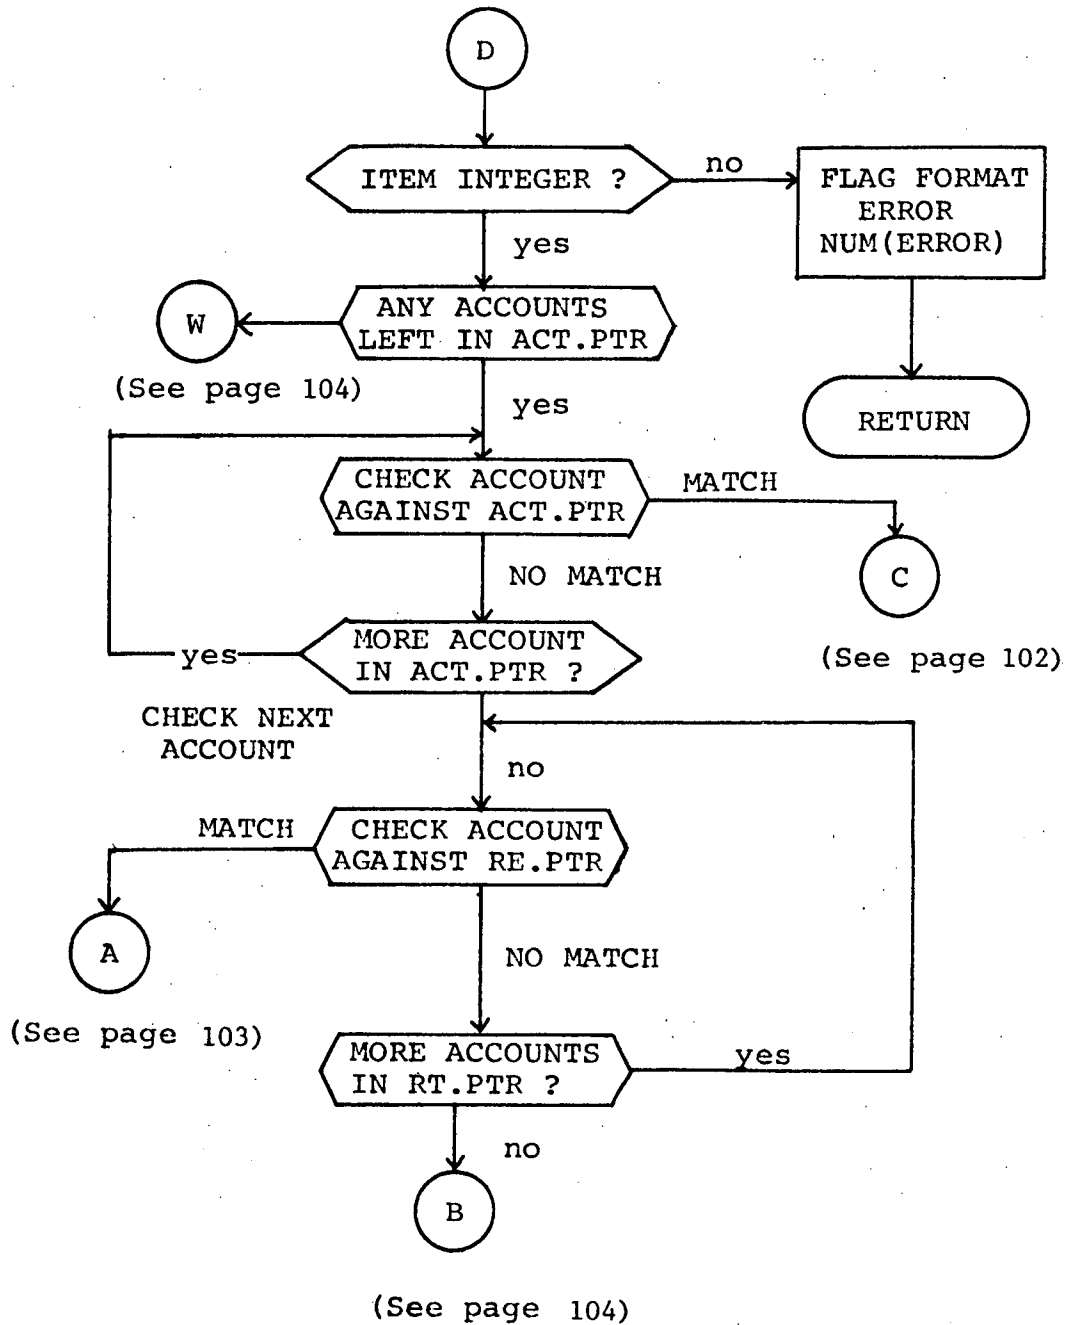 D
ITEM INTEGER ?
no
FLAG FORMAT
ERROR
NUM(ERROR)
yes
ANY ACCOUNTS
LEFT IN ACT.PTR
W
(See page 104)
yes
RETURN
CHECK ACCOUNT
AGAINST ACT.PTR
MATCH
C
(See page 102)
NO MATCH
MORE ACCOUNT
IN ACT.PTR ?
yes
CHECK NEXT
ACCOUNT
no
CHECK ACCOUNT
AGAINST RE.PTR
MATCH
A
(See page 103)
NO MATCH
MORE ACCOUNTS
IN RT.PTR ?
yes
no
B
(See page 104)